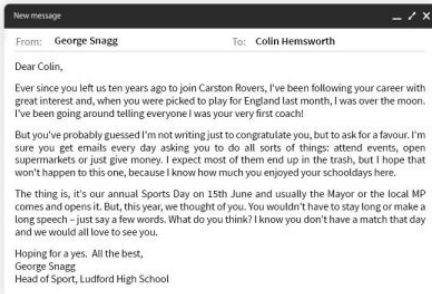 New message
From: George Snagg To: Colin Hemsworth
Dear Colin,
Ever since you left us ten years ago to join Carston Rovers, I've been following your career with
great interest and, when you were picked to play for England last month, I was over the moon.
I've been going around telling everyone I was your very first coach!
But you've probably guessed I'm not writing just to congratulate you, but to ask for a favour. I'm
sure you get emails every day asking you to do all sorts of things: attend events, open
supermarkets or just give money. I expect most of them end up in the trash, but I hope that
won't happen to this one, because I know how much you enjoyed your schooldays here.
The thing is, it's our annual Sports Day on 15th June and usually the Mayor or the local MP
comes and opens it. But, this year, we thought of you. You wouldn't have to stay long or make a
long speech – just say a few words. What do you think? I know you don't have a match that day
and we would all love to see you.
Hoping for a yes. All the best,
George Snagg
Head of Sport, Ludford High School